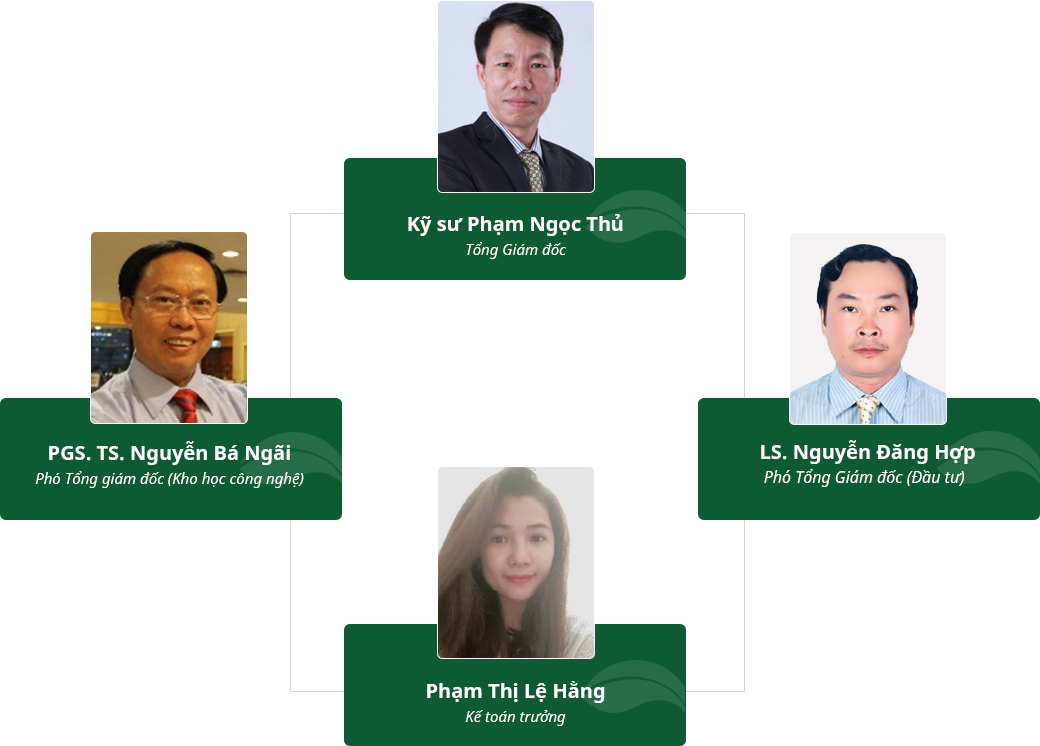 Kỹ sư Phạm Ngọc Thủ
Tổng Giám đốc
PGS. TS. Nguyễn Bá Ngãi
Phó Tổng giám đốc (Kho học công nghệ)
LS. Nguyễn Đăng Hợp
Phó Tổng Giám đốc (Đầu tư)
Phạm Thị Lệ Hằng
Kế toán trưởng